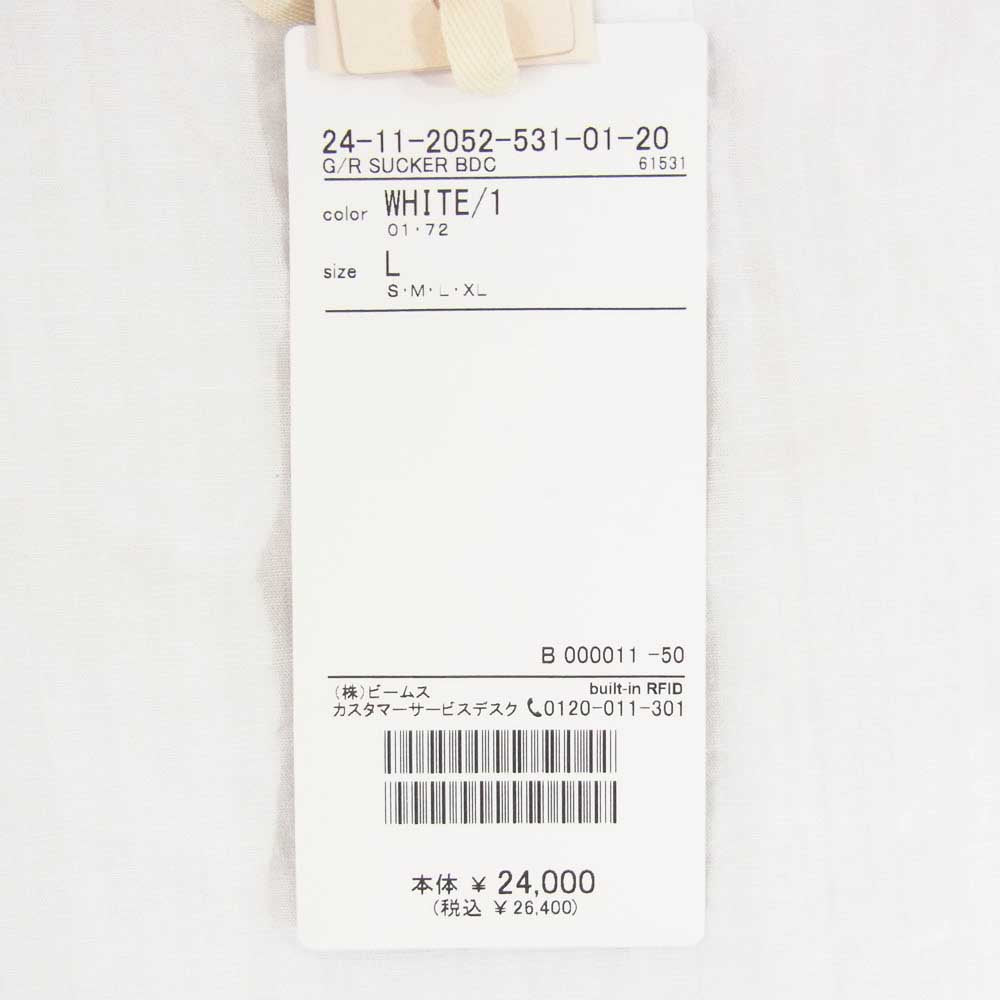 24-11-2052-531-01-20
G/R SUCKER BDC 61531
color WHITE/1
01・72
size L
S・M・L・XL
B 000011 -50
(株)ビームス built-in RFID
カスタマーサービスデスク 0120-011-301
本体 ¥ 24,000
(税込 ¥ 26,400)